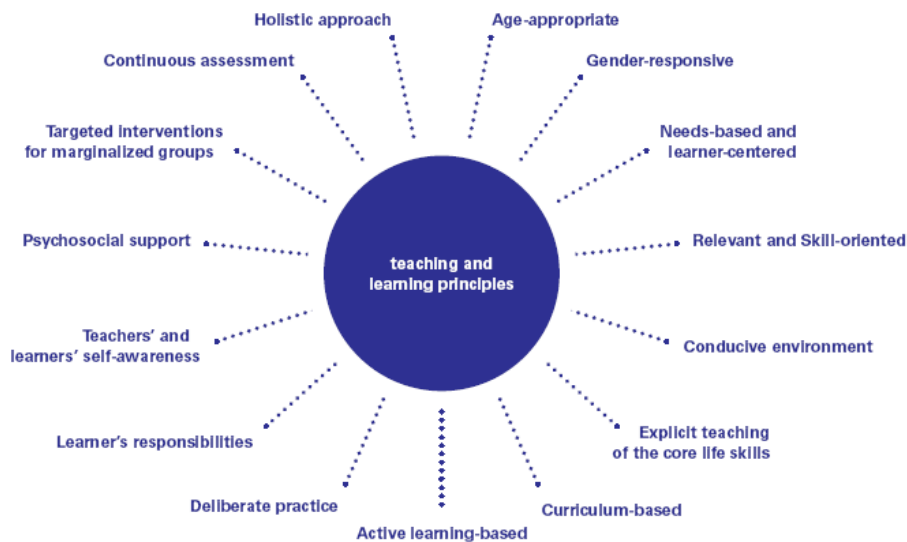 Holistic approach
Age-appropriate
Continuous assessment
Gender-responsive
Targeted interventions
for marginalized groups
Needs-based and
learner-centered
Psychosocial support
Relevant and Skill-oriented
teaching and
learning principles
Teachers' and
learners' self-awareness
Conducive environment
Learner's responsibilities
Explicit teaching
of the core life skills
Deliberate practice
Curriculum-based
Active learning-based